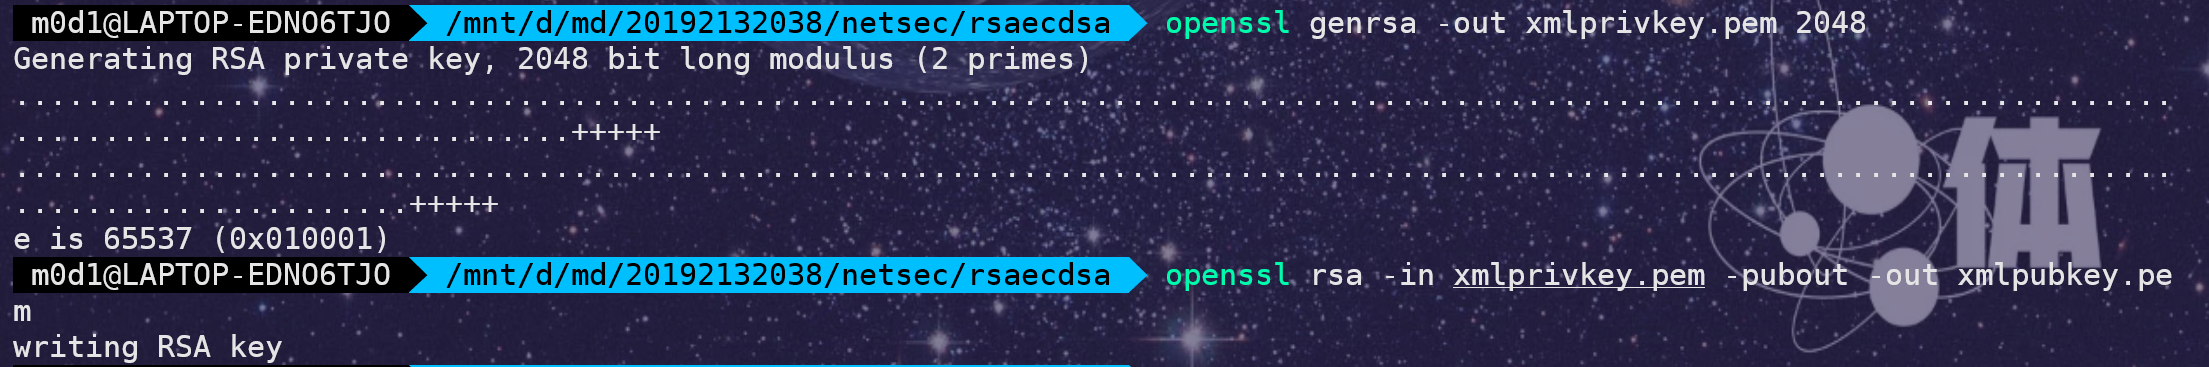 m0d1@LAPTOP-EDNO6TJO /mnt/d/md/20192132038/netsec/rsaecdsa openssl genrsa -out xmlprivkey.pem 2048
Generating RSA private key, 2048 bit long modulus (2 primes)
........................................................................................................................
...............................+++++
........................................................................................................................
......................+++++
e is 65537 (0x010001)
m0d1@LAPTOP-EDNO6TJO /mnt/d/md/20192132038/netsec/rsaecdsa openssl rsa -in xmlprivkey.pem -pubout -out xmlpubkey.pe
m
writing RSA key
体